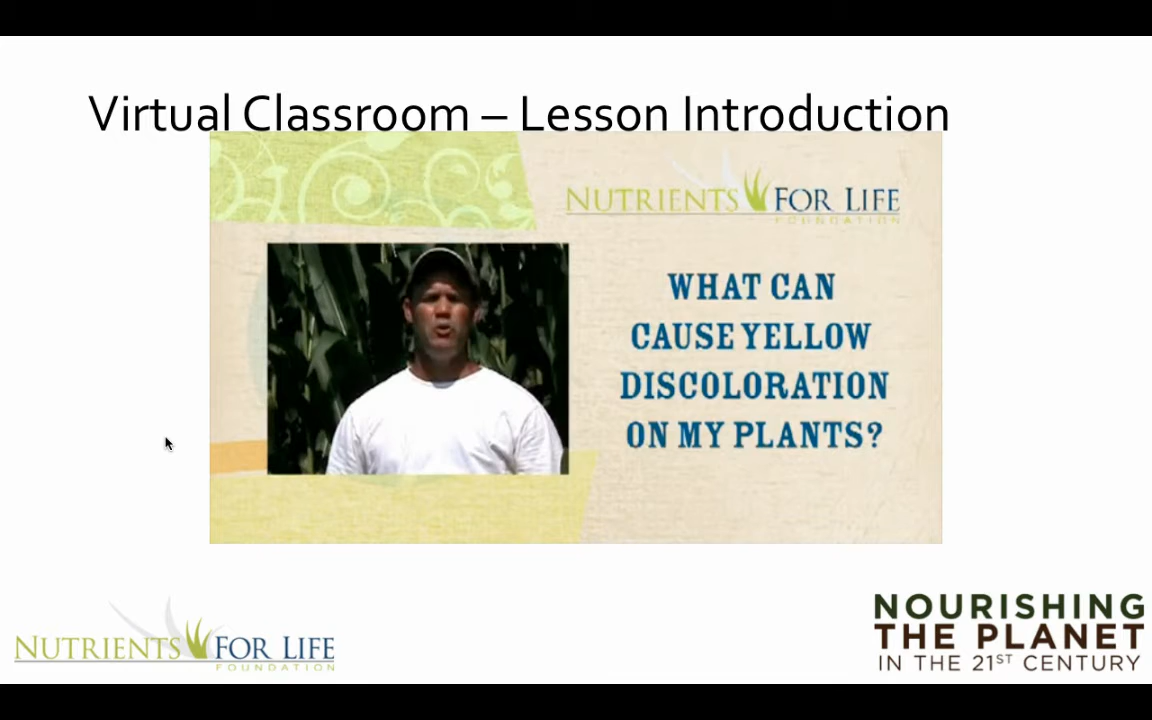 Virtual Classroom – Lesson Introduction
NUTRIENTS FOR LIFE
FOUNDATION
WHAT CAN
CAUSE YELLOW
DISCOLORATION
ON MY PLANTS?
NUTRIENTS FOR LIFE
FOUNDATION
NOURISHING
THE PLANET
IN THE 21ST CENTURY